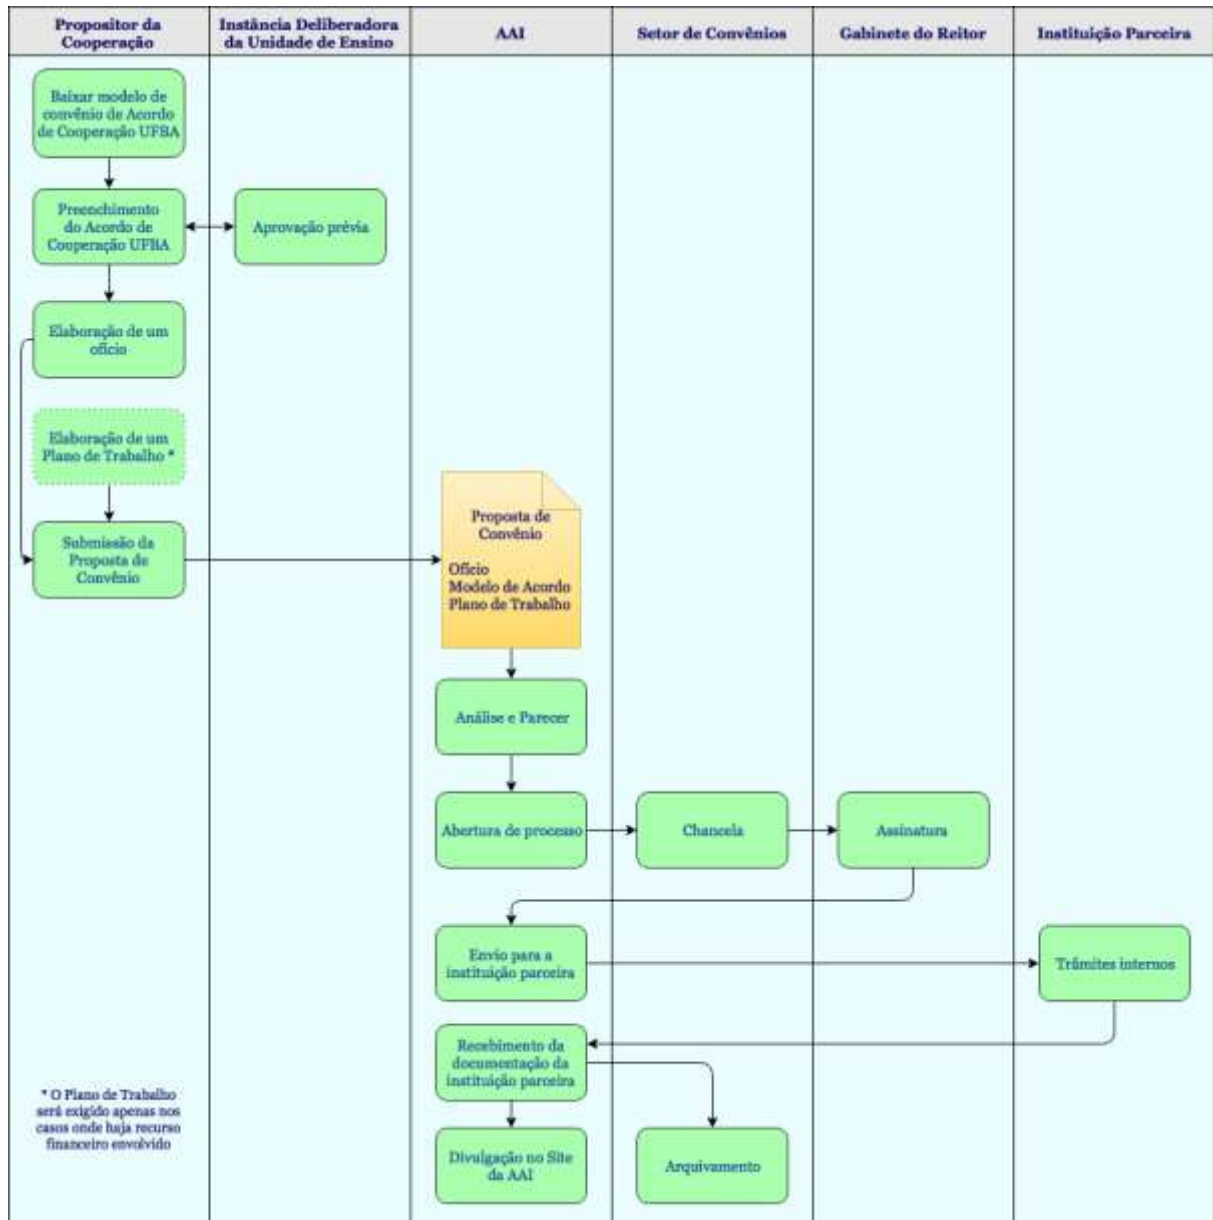 Propositor da
Cooperação
Instância Deliberadora
da Unidade de Ensino
AAI
Setor de Convênios
Gabinete do Reitor
Instituição Parceira
Baixar modelo de
convênio de Acordo
de Cooperação UFBA
Preenchimento
do Acordo de
Cooperação UFBA
Aprovação prévia
Elaboração de um
ofício
Elaboração de um
Plano de Trabalho *
Submissão da
Proposta de
Convênio
Proposta de
Convênio
Ofício
Modelo de Acordo
Plano de Trabalho
Análise e Parecer
Abertura de processo
Chancela
Assinatura
Envio para a
instituição parceira
Trâmites internos
Recebimento da
documentação da
instituição parceira
* O Plano de Trabalho
será exigido apenas nos
casos onde haja recurso
financeiro envolvido
Divulgação no Site
da AAI
Arquivamento